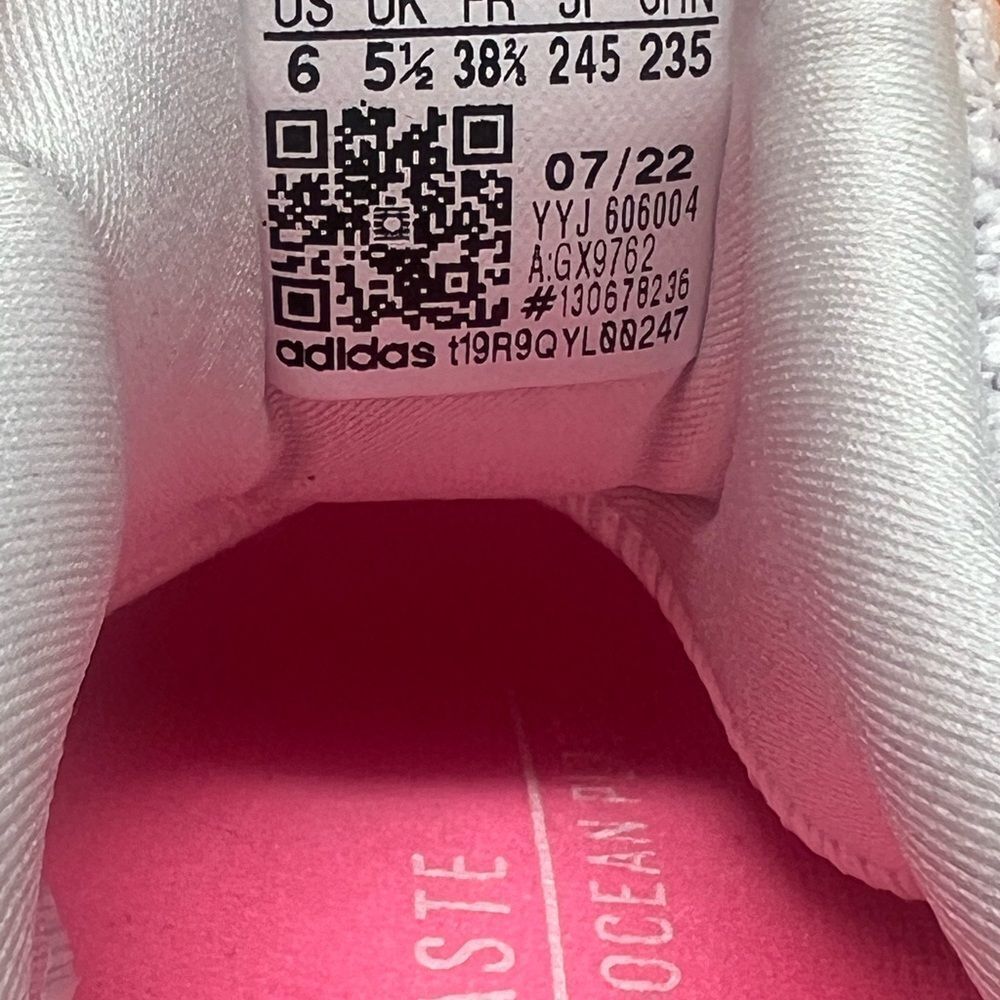 US UK FR JP CHN
6 5½ 38⅔ 245 235
07/22
YYJ 606004
A:GX9762
#130678236
adidas t19R9QYL00247
OCEAN